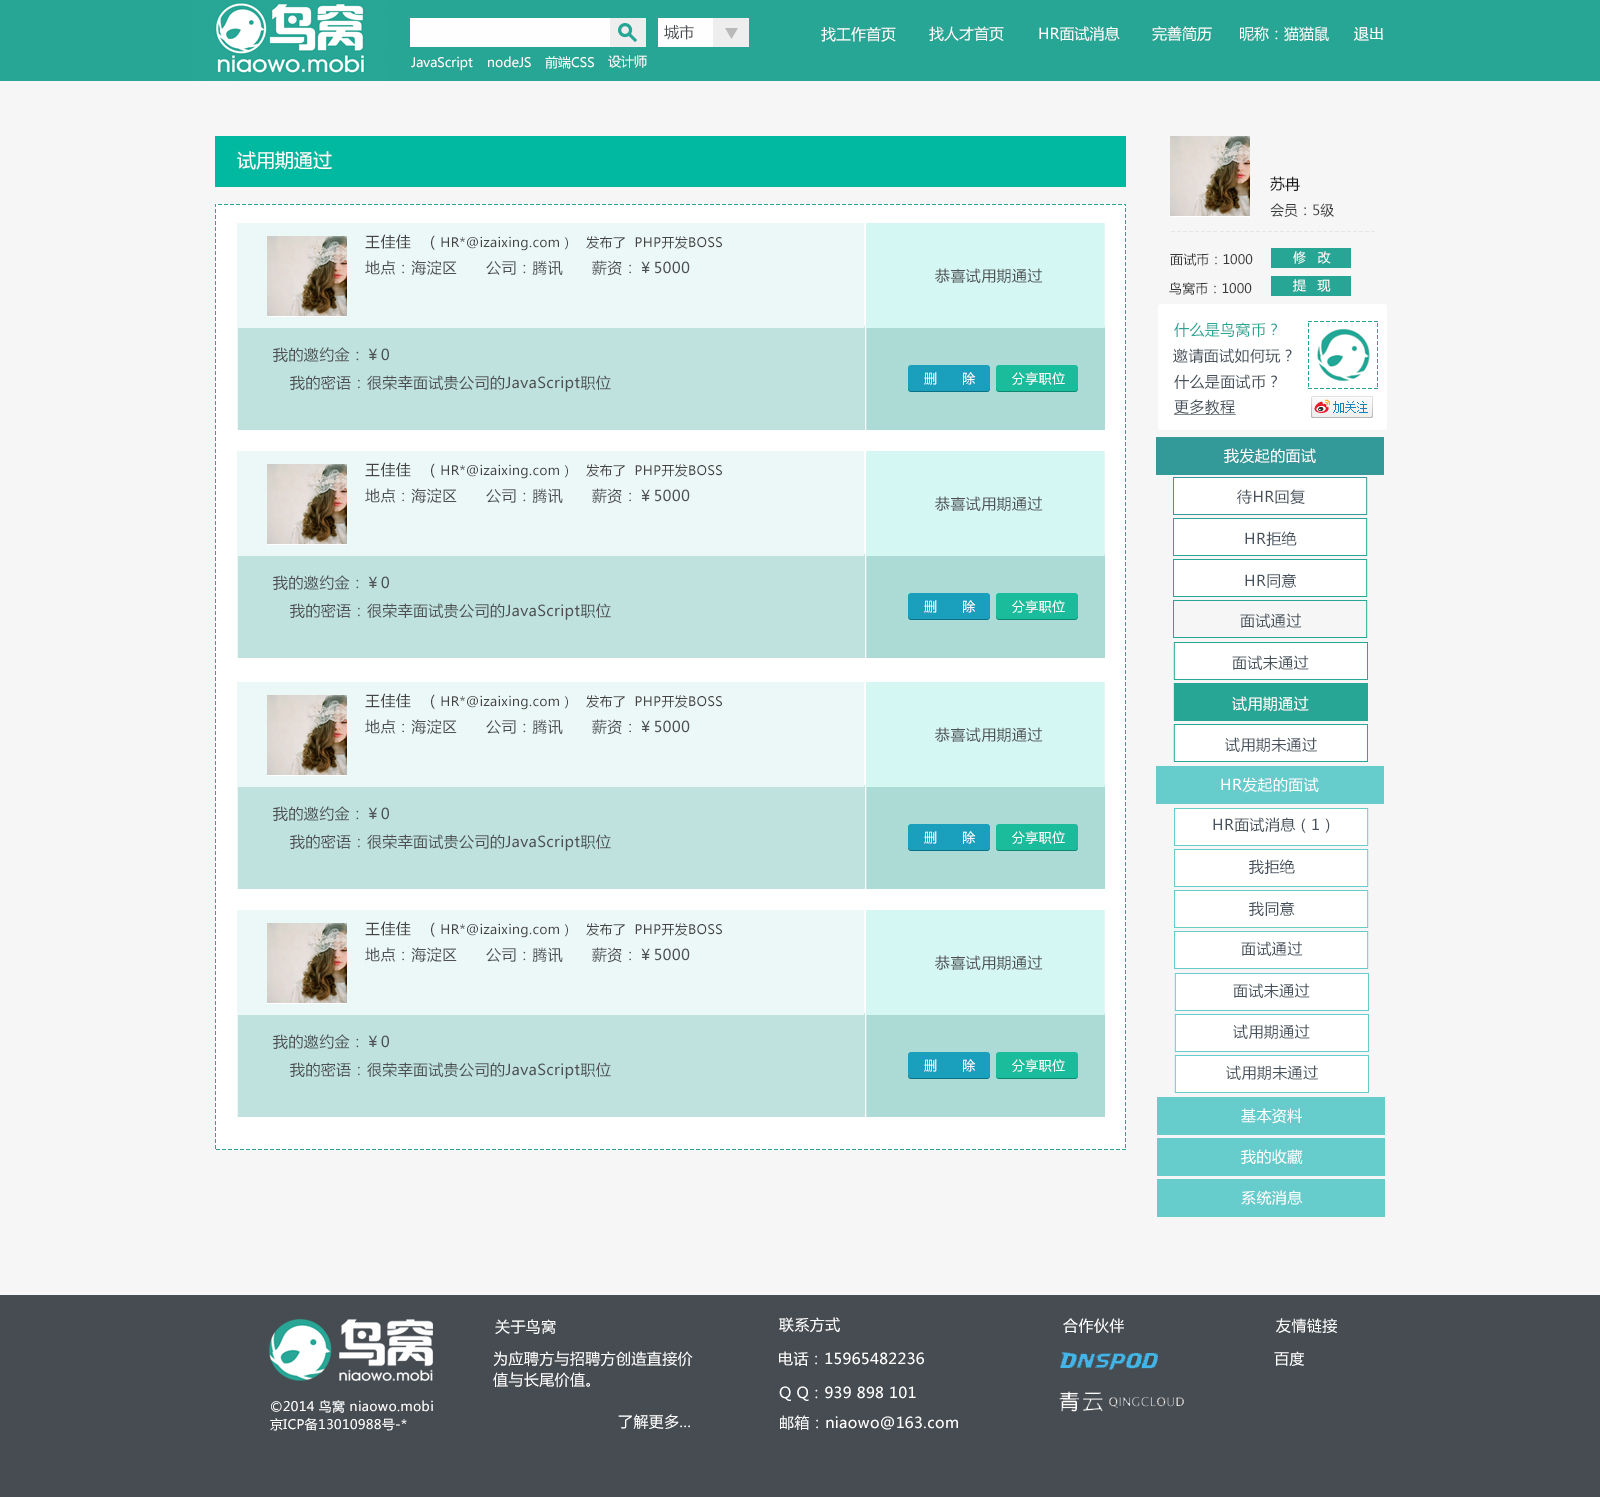 鸟窝
niaowo.mobi
城市
JavaScript nodeJS 前端CSS 设计师
找工作首页 找人才首页 HR面试消息 完善简历 昵称：猫猫鼠 退出
试用期通过
王佳佳 （ HR*@izaixing.com ） 发布了 PHP开发BOSS
地点：海淀区 公司：腾讯 薪资：￥5000
恭喜试用期通过
我的邀约金：￥0
我的密语：很荣幸面试贵公司的JavaScript职位
删 除 分享职位
王佳佳 （ HR*@izaixing.com ） 发布了 PHP开发BOSS
地点：海淀区 公司：腾讯 薪资：￥5000
恭喜试用期通过
我的邀约金：￥0
我的密语：很荣幸面试贵公司的JavaScript职位
删 除 分享职位
王佳佳 （ HR*@izaixing.com ） 发布了 PHP开发BOSS
地点：海淀区 公司：腾讯 薪资：￥5000
恭喜试用期通过
我的邀约金：￥0
我的密语：很荣幸面试贵公司的JavaScript职位
删 除 分享职位
王佳佳 （ HR*@izaixing.com ） 发布了 PHP开发BOSS
地点：海淀区 公司：腾讯 薪资：￥5000
恭喜试用期通过
我的邀约金：￥0
我的密语：很荣幸面试贵公司的JavaScript职位
删 除 分享职位
苏冉
会员：5级
面试币：1000 修 改
鸟窝币：1000 提 现
什么是鸟窝币？
邀请面试如何玩？
什么是面试币？
更多教程
加关注
我发起的面试
待HR回复
HR拒绝
HR同意
面试通过
面试未通过
试用期通过
试用期未通过
HR发起的面试
HR面试消息（1）
我拒绝
我同意
面试通过
面试未通过
试用期通过
试用期未通过
基本资料
我的收藏
系统消息
鸟窝
niaowo.mobi
©2014 鸟窝 niaowo.mobi
京ICP备13010988号-*
关于鸟窝
为应聘方与招聘方创造直接价
值与长尾价值。
了解更多...
联系方式
电话：15965482236
Q Q：939 898 101
邮箱：niaowo@163.com
合作伙伴
DNSPOD
青云 QINGCLOUD
友情链接
百度